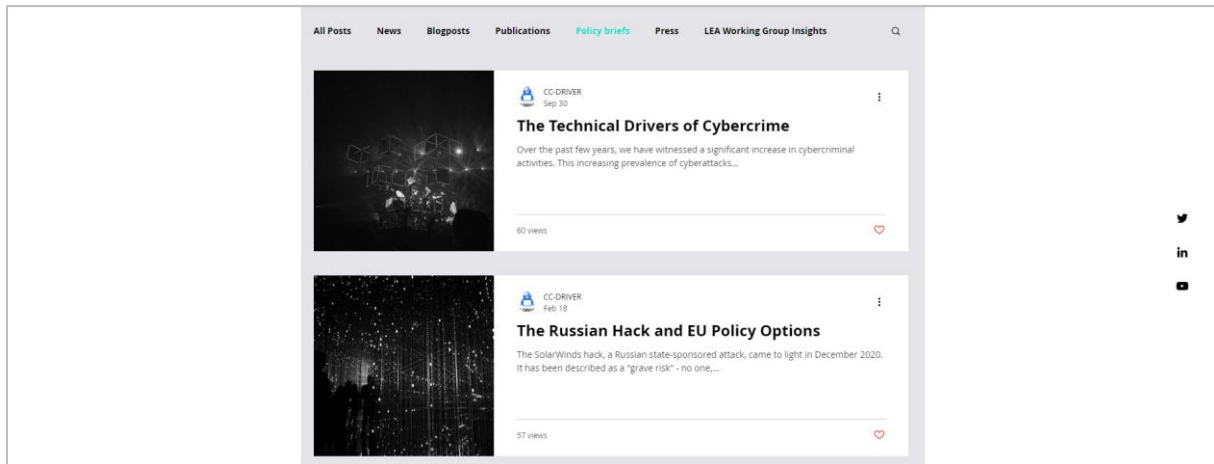 All Posts News Blogposts Publications Policy briefs Press LEA Working Group Insights
CC-DRIVER
Sep 30
The Technical Drivers of Cybercrime
Over the past few years, we have witnessed a significant increase in cybercriminal
activities. This increasing prevalence of cyberattacks...
60 views
CC-DRIVER
Feb 18
The Russian Hack and EU Policy Options
The SolarWinds hack, a Russian state-sponsored attack, came to light in December 2020.
It has been described as a "grave risk" - no one,...
57 views
in